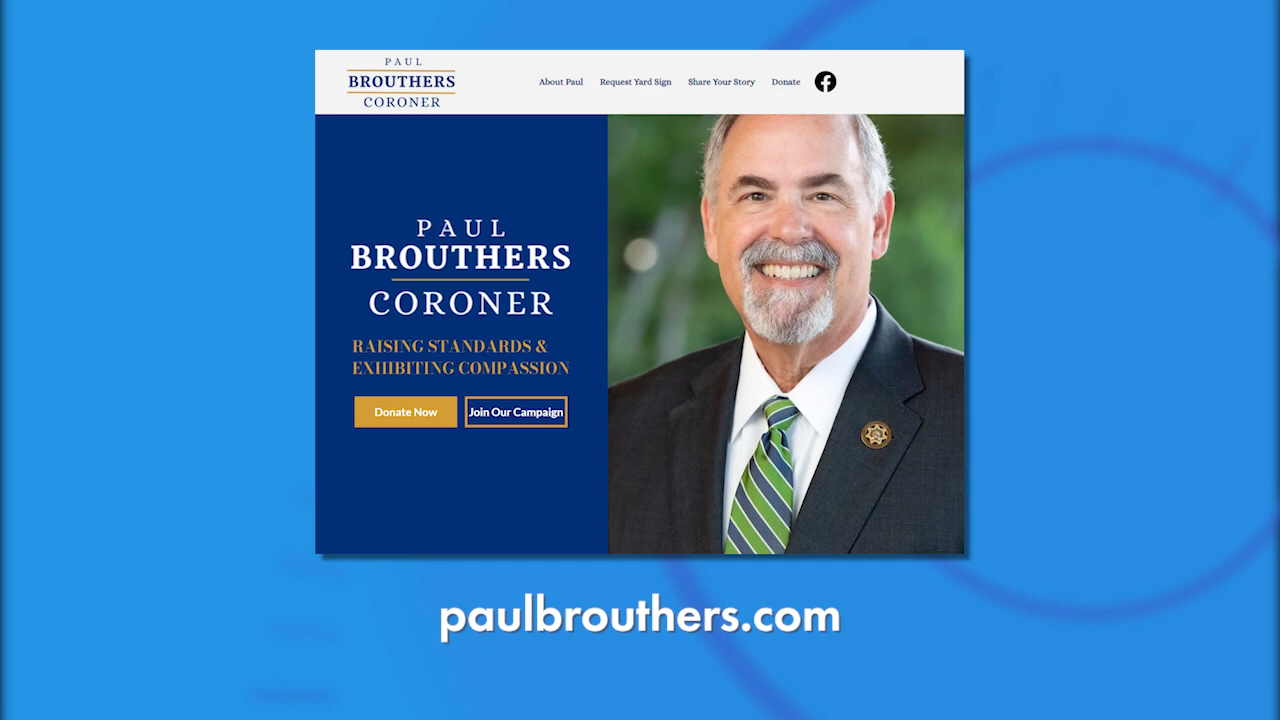 PAUL
BROUTHERS
CORONER
About Paul Request Yard Sign Share Your Story Donate
PAUL
BROUTHERS
CORONER
RAISING STANDARDS &
EXHIBITING COMPASSION
Donate Now Join Our Campaign
paulbrouthers.com